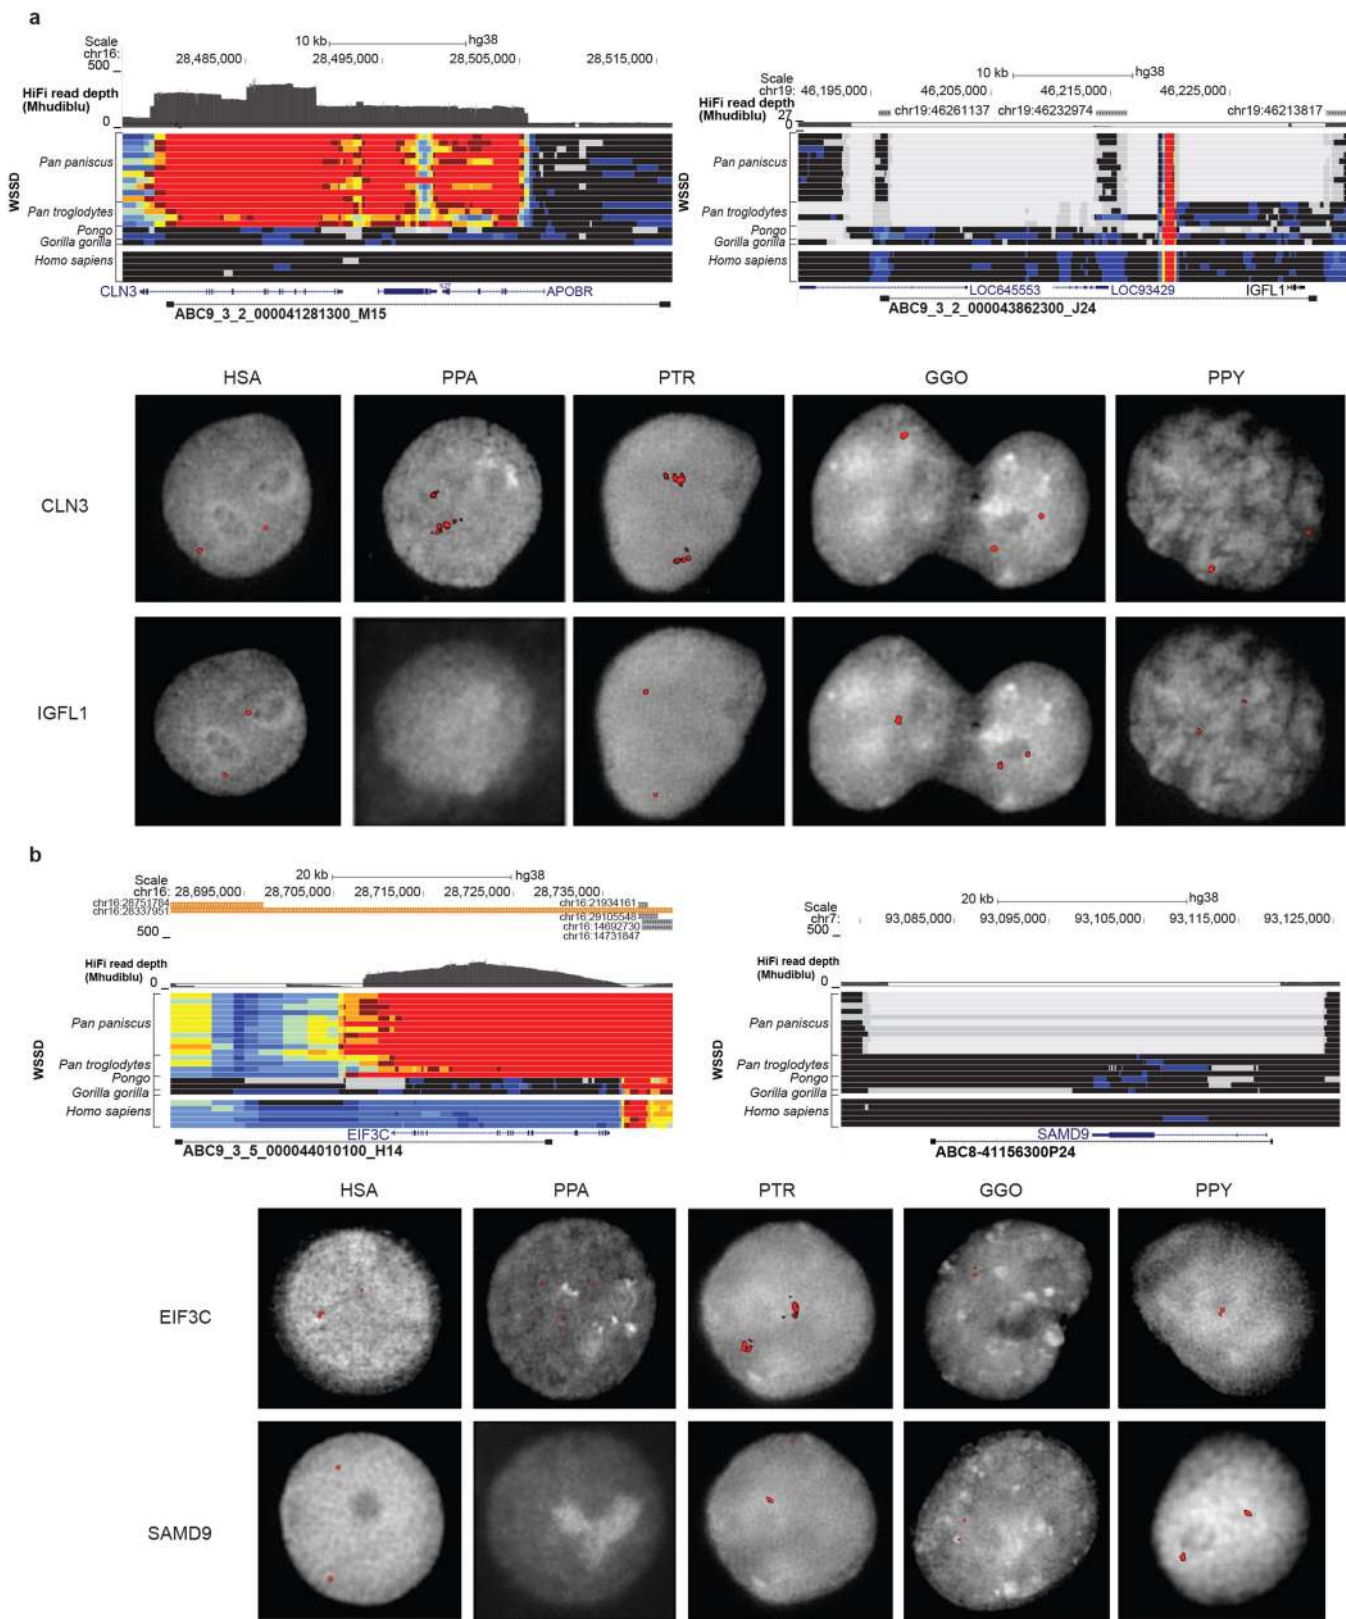 a
Scale 10 kb hg38
chr16: 28,485,000 28,495,000 28,505,000 28,515,000
500
HiFi read depth
(Mhudiblu)
0
WSSD
Pan paniscus
Pan troglodytes
Pongo
Gorilla gorilla
Homo sapiens
CLN3 APOBR
ABC9_3_2_000041281300_M15
Scale 10 kb hg38
chr19: 46,195,000 46,205,000 46,215,000 46,225,000
HiFi read depth
(Mhudiblu) 27
chr19:46261137 chr19:46232974 chr19:46213817
0
WSSD
Pan paniscus
Pan troglodytes
Pongo
Gorilla gorilla
Homo sapiens
LOC645553 LOC93429 IGFL1
ABC9_3_2_000043862300_J24
HSA PPA PTR GGO PPY
CLN3
IGFL1
b
Scale 20 kb hg38
chr16: 28,695,000 28,705,000 28,715,000 28,725,000 28,735,000
chr16:28751784 chr16:21934161
chr16:28337951
chr16:29105548
chr16:14692730
chr16:14731847
500
HiFi read depth
(Mhudiblu)
0
WSSD
Pan paniscus
Pan troglodytes
Pongo
Gorilla gorilla
Homo sapiens
EIF3C
ABC9_3_5_000044010100_H14
Scale 20 kb hg38
chr7: 93,085,000 93,095,000 93,105,000 93,115,000 93,125,000
500
HiFi read depth
(Mhudiblu)
0
WSSD
Pan paniscus
Pan troglodytes
Pongo
Gorilla gorilla
Homo sapiens
SAMD9
ABC8-41156300P24
HSA PPA PTR GGO PPY
EIF3C
SAMD9